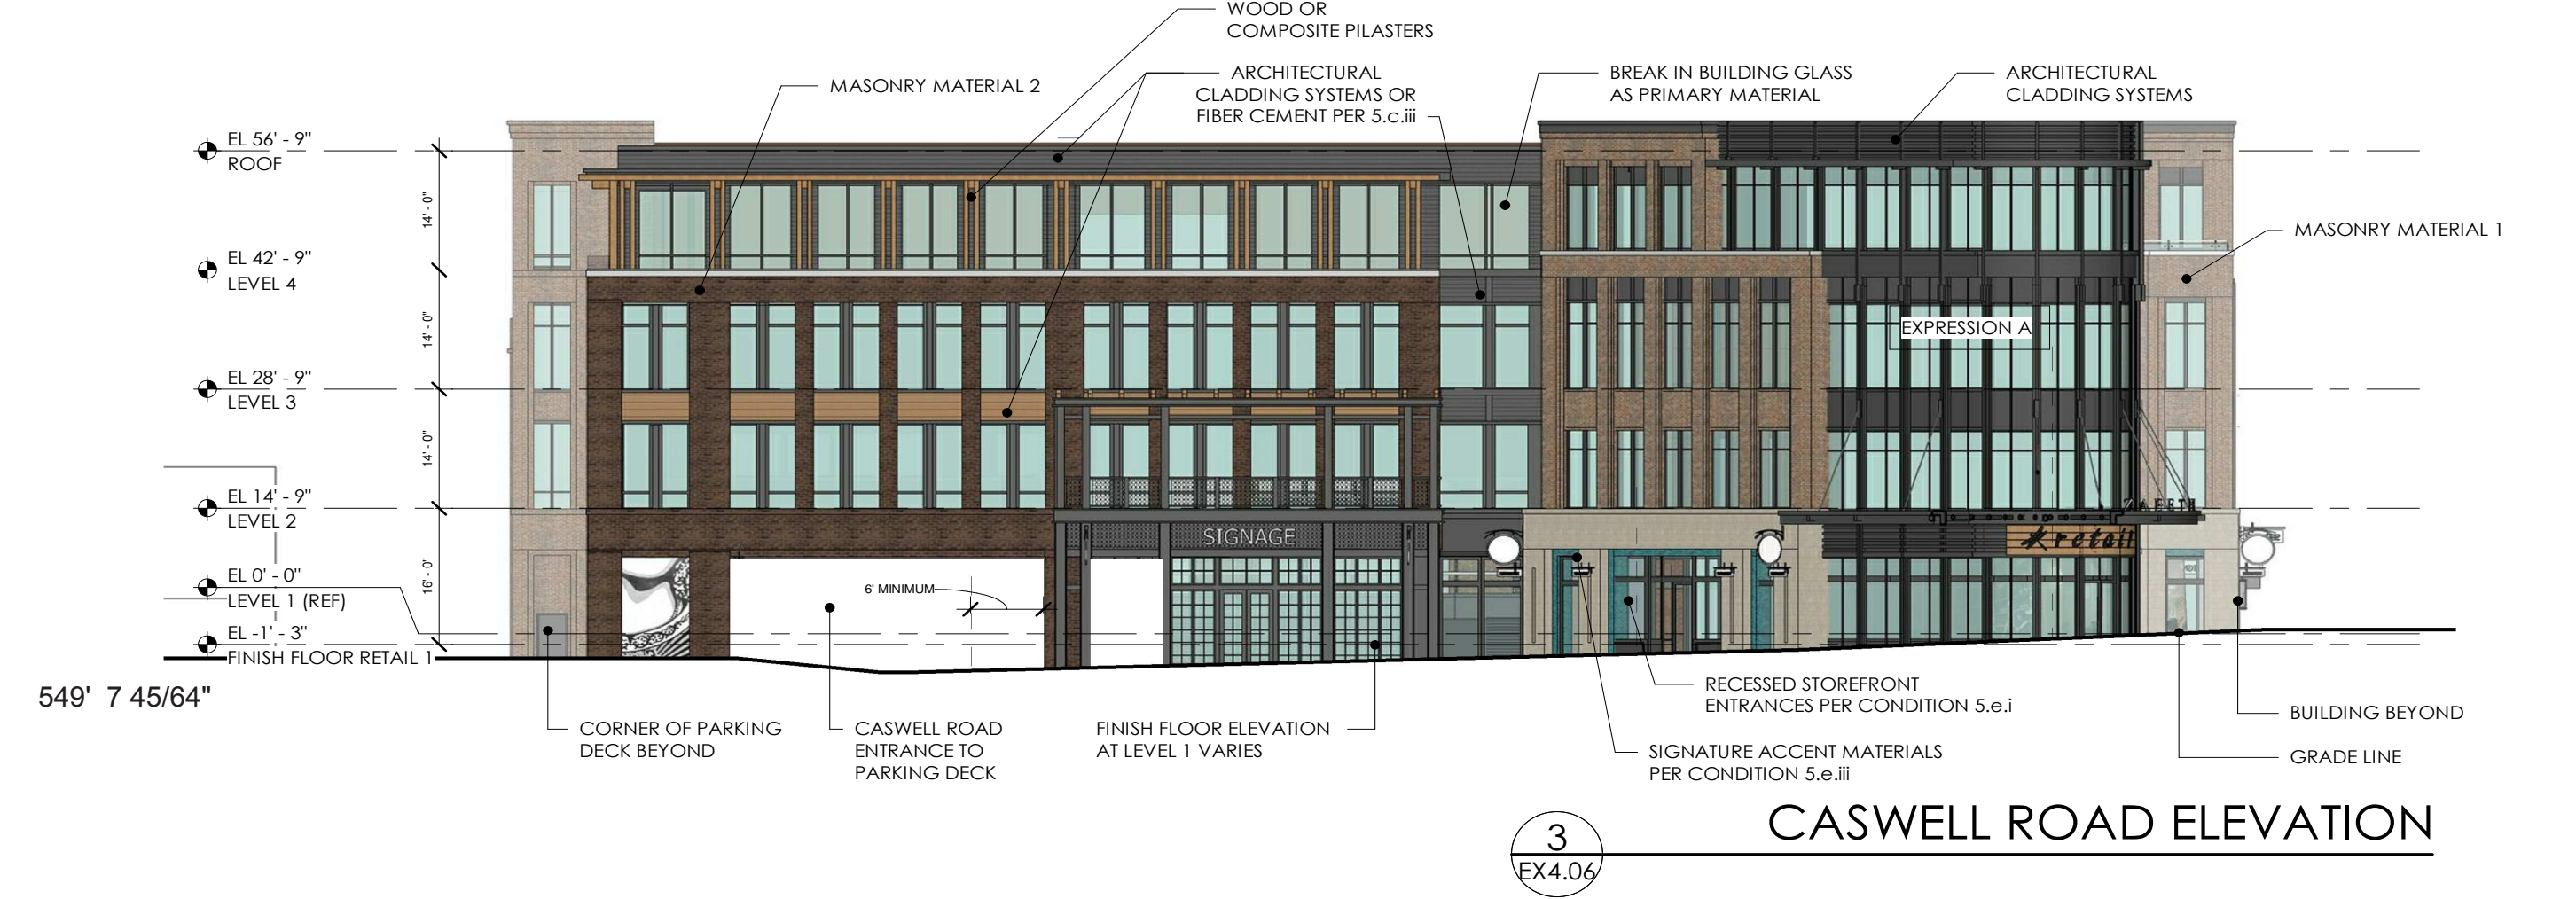 WOOD OR
COMPOSITE PILASTERS
MASONRY MATERIAL 2
ARCHITECTURAL
CLADDING SYSTEMS OR
FIBER CEMENT PER 5.c.iii
BREAK IN BUILDING GLASS
AS PRIMARY MATERIAL
ARCHITECTURAL
CLADDING SYSTEMS
MASONRY MATERIAL 1
EL 56' - 9"
ROOF
14' - 0"
EL 42' - 9"
LEVEL 4
14' - 0"
EL 28' - 9"
LEVEL 3
14' - 0"
EL 14' - 9"
LEVEL 2
16' - 0"
EL 0' - 0"
LEVEL 1 (REF)
EL -1' - 3"
FINISH FLOOR RETAIL 1
549' 7 45/64"
EXPRESSION A
SIGNAGE
retail
6' MINIMUM
CORNER OF PARKING
DECK BEYOND
CASWELL ROAD
ENTRANCE TO
PARKING DECK
FINISH FLOOR ELEVATION
AT LEVEL 1 VARIES
RECESSED STOREFRONT
ENTRANCES PER CONDITION 5.e.i
SIGNATURE ACCENT MATERIALS
PER CONDITION 5.e.iii
BUILDING BEYOND
GRADE LINE
3
EX4.06
CASWELL ROAD ELEVATION